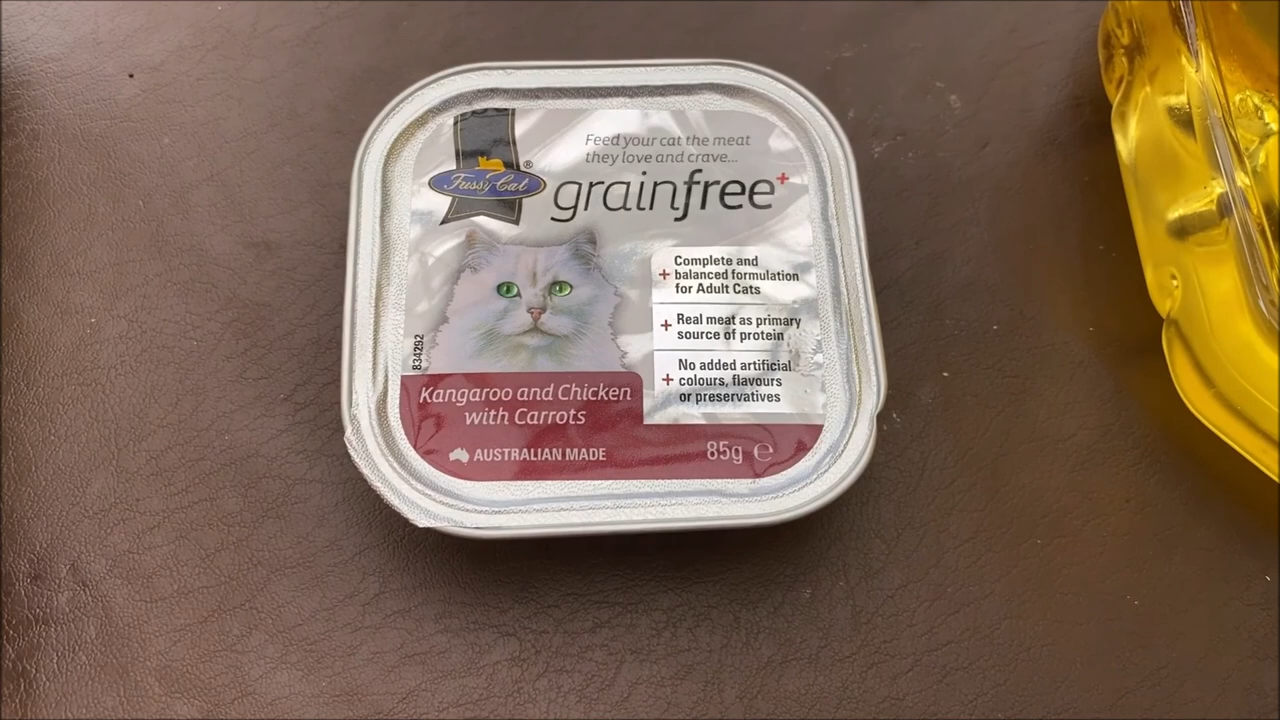 Feed your cat the meat
they love and crave...
Fussy Cat®
grainfree+
+ Complete and
balanced formulation
for Adult Cats
+ Real meat as primary
source of protein
+ No added artificial
colours, flavours
or preservatives
834292
Kangaroo and Chicken
with Carrots
AUSTRALIAN MADE
85g ℮